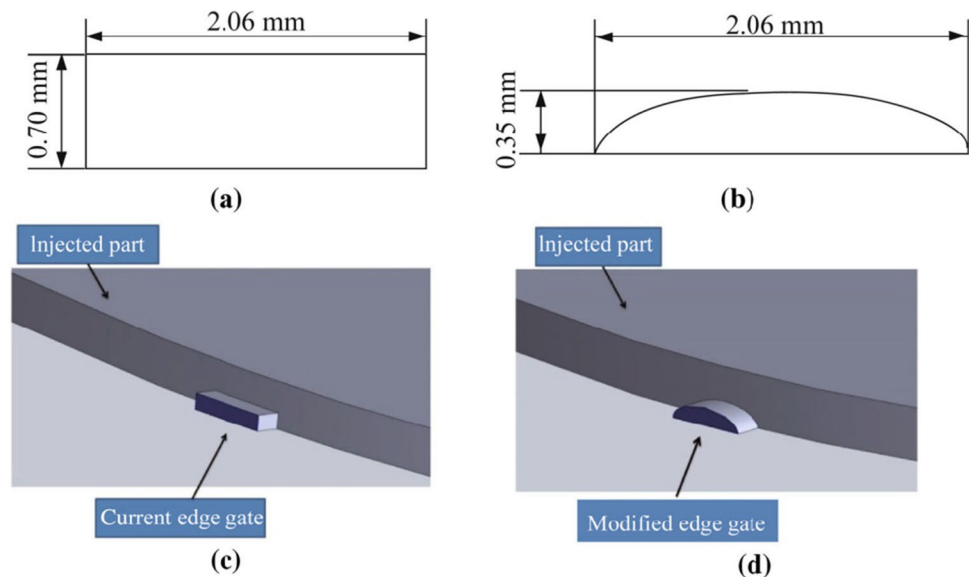 2.06 mm
2.06 mm
0.70 mm
0.35 mm
(a)
(b)
Injected part
Injected part
Current edge gate
Modified edge gate
(c)
(d)